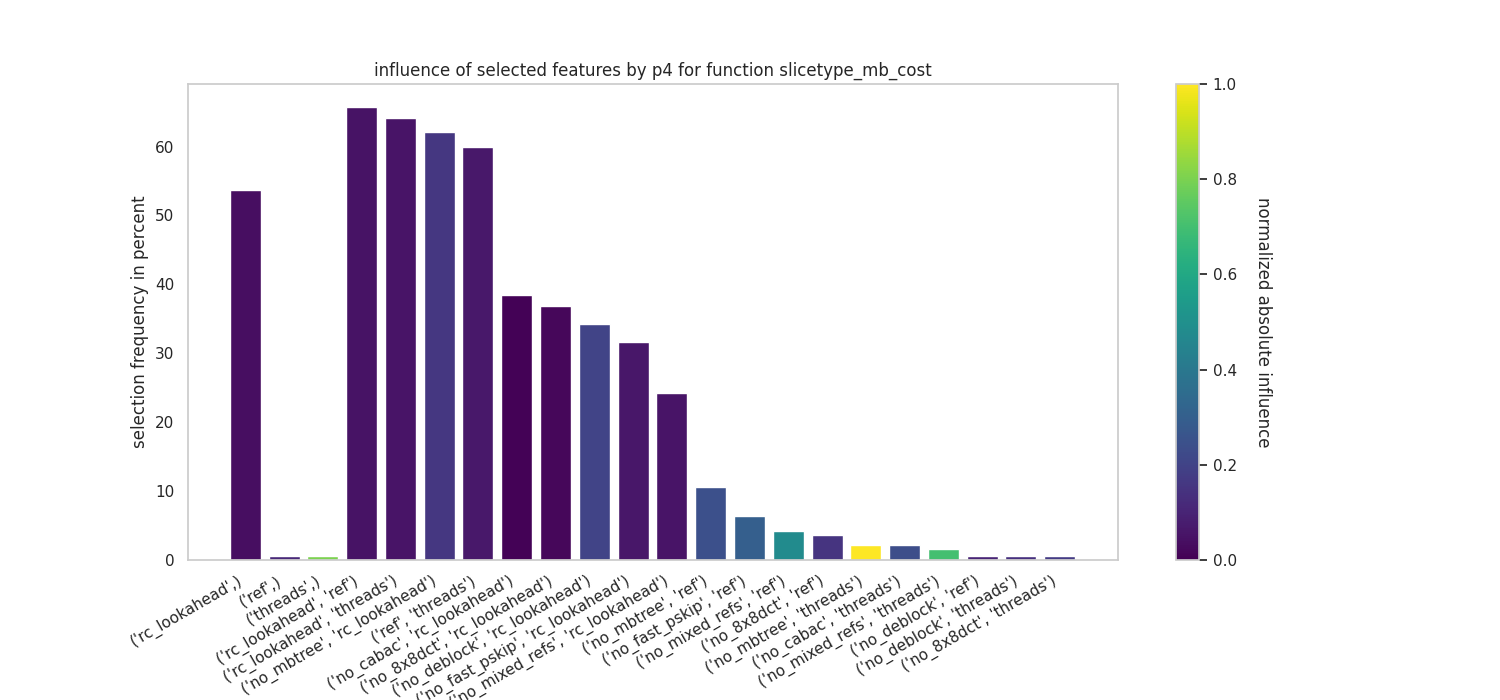 influence of selected features by p4 for function slicetype_mb_cost
selection frequency in percent
60
50
40
30
20
10
0
('rc_lookahead',)
('ref',)
('threads',)
('rc_lookahead', 'ref')
('rc_lookahead', 'threads')
('no_mbtree', 'rc_lookahead')
('ref', 'threads')
('no_cabac', 'rc_lookahead')
('no_8x8dct', 'rc_lookahead')
('no_deblock', 'rc_lookahead')
('no_fast_pskip', 'rc_lookahead')
'no_mixed_refs', 'rc_lookahead')
('no_mbtree', 'ref')
('no_fast_pskip', 'ref')
('no_mixed_refs', 'ref')
('no_8x8dct', 'ref')
('no_mbtree', 'threads')
('no_cabac', 'threads')
('no_mixed_refs', 'threads')
('no_deblock', 'ref')
('no_deblock', 'threads')
('no_8x8dct', 'threads')
1.0
0.8
0.6
0.4
0.2
0.0
normalized absolute influence